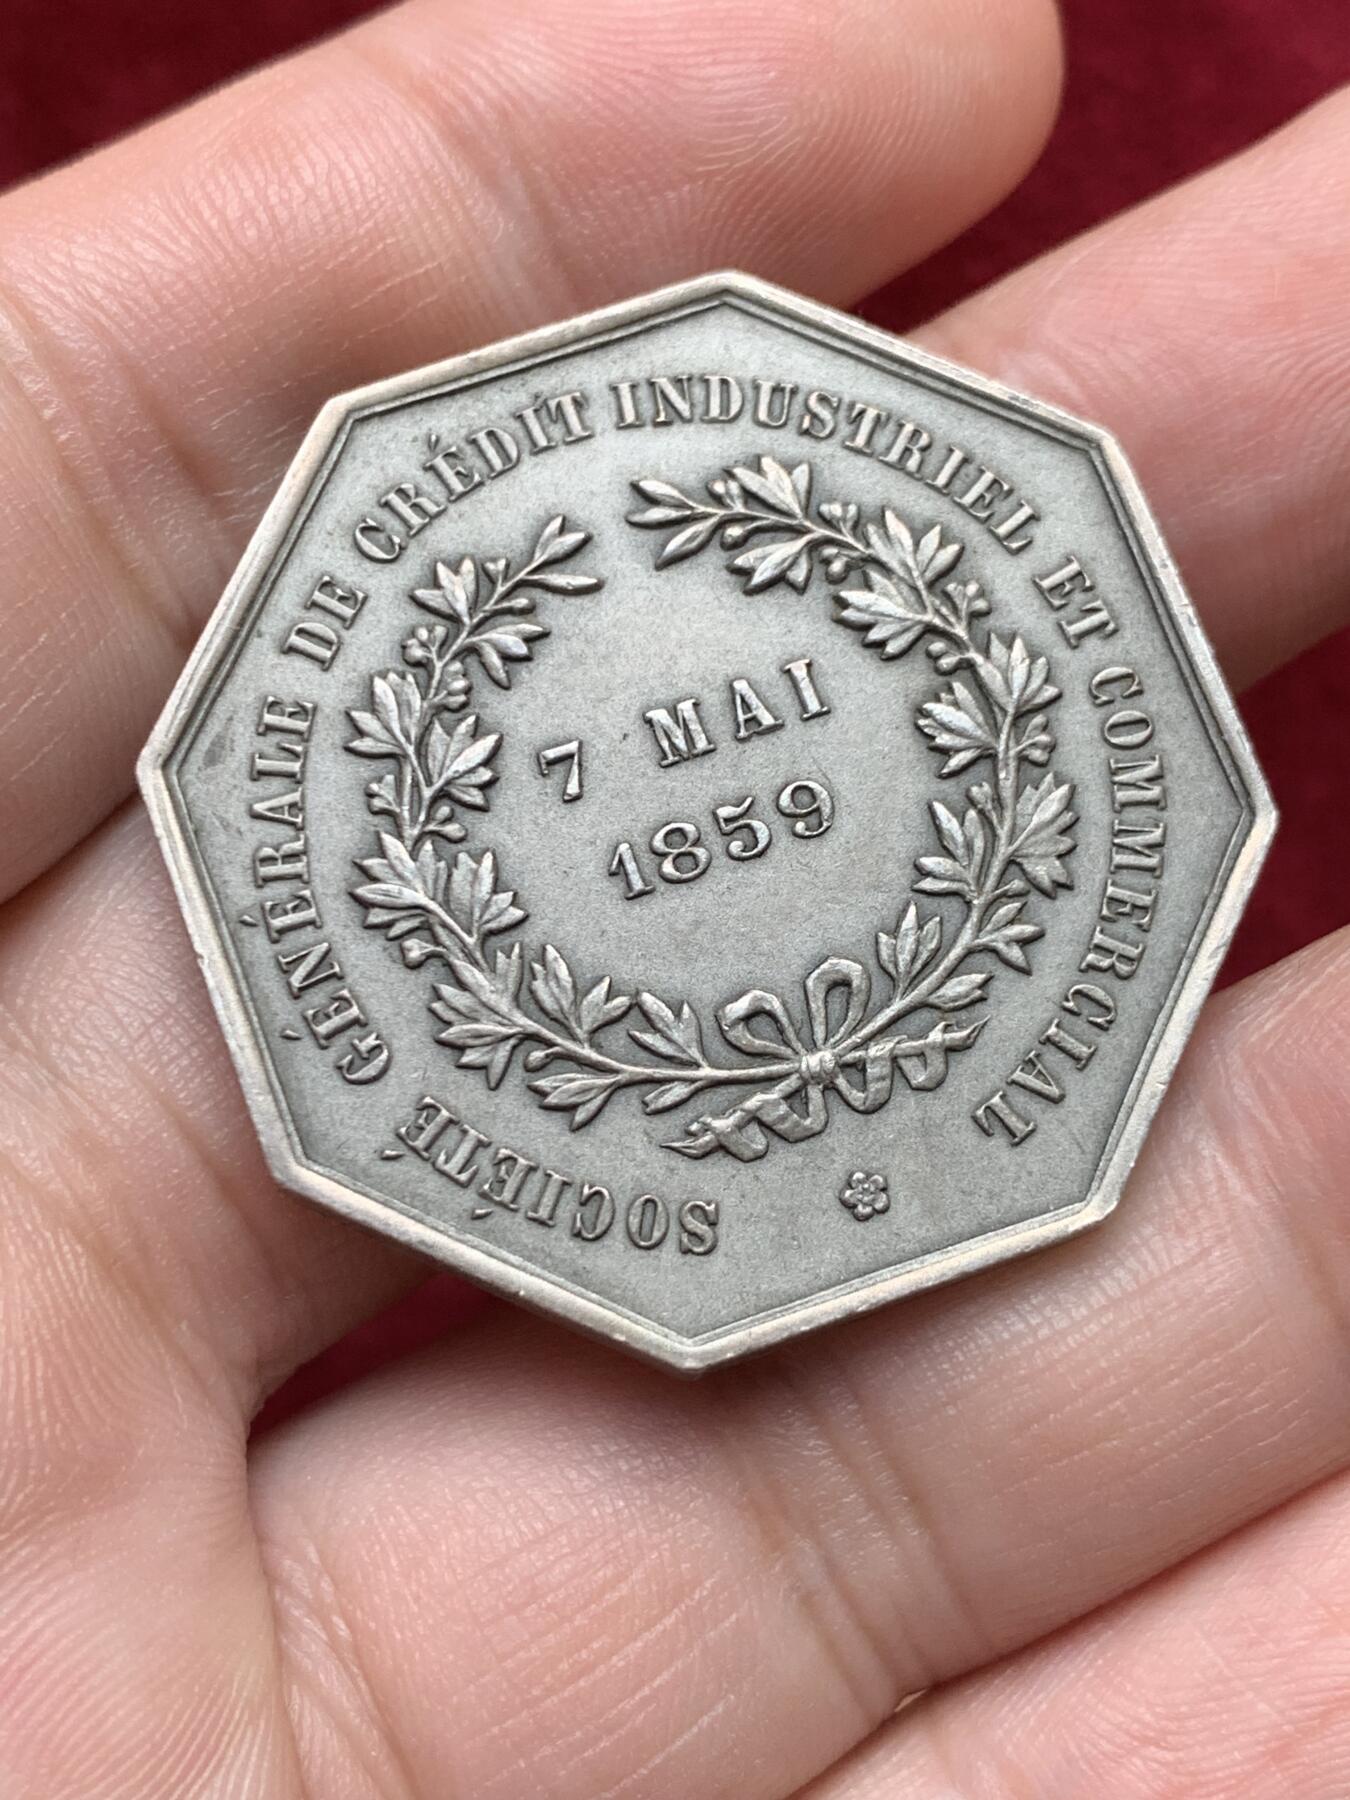 SOCIÉTÉ GÉNÉRALE DE CRÉDIT INDUSTRIEL ET COMMERCIAL
7 MAI
1859